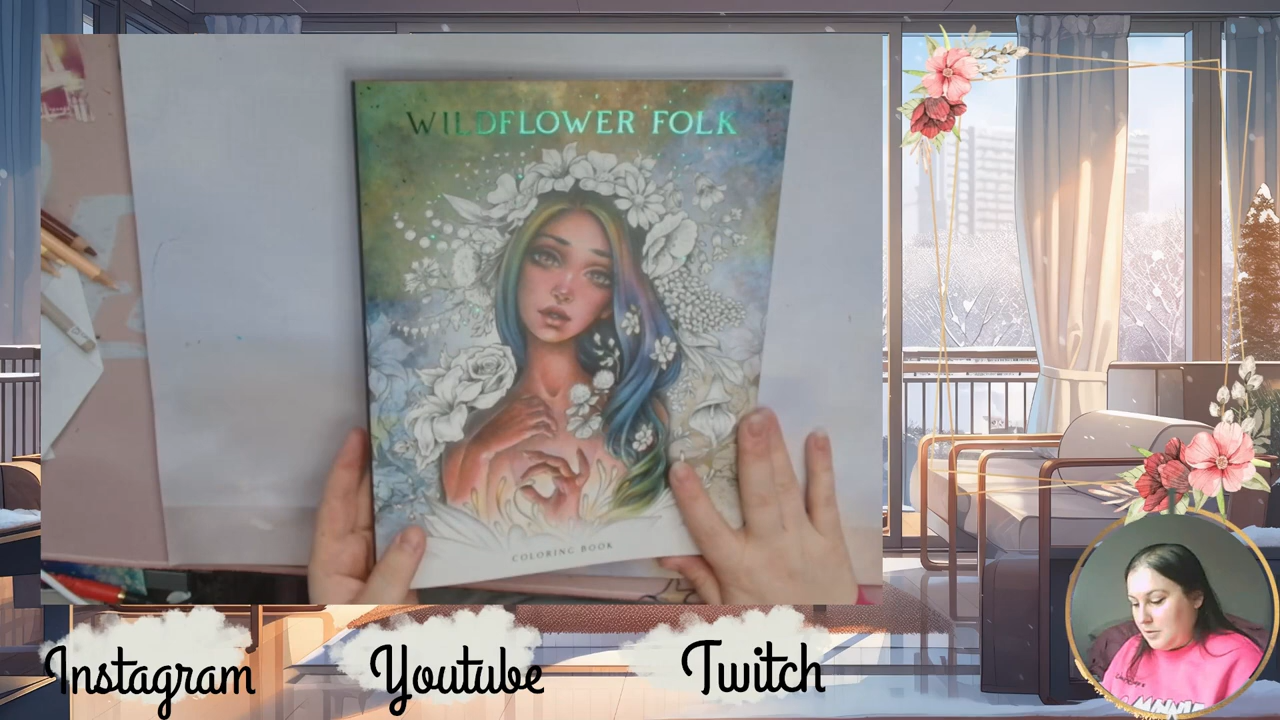 WILDFLOWER FOLK
COLORING BOOK
Instagram
Youtube
Twitch